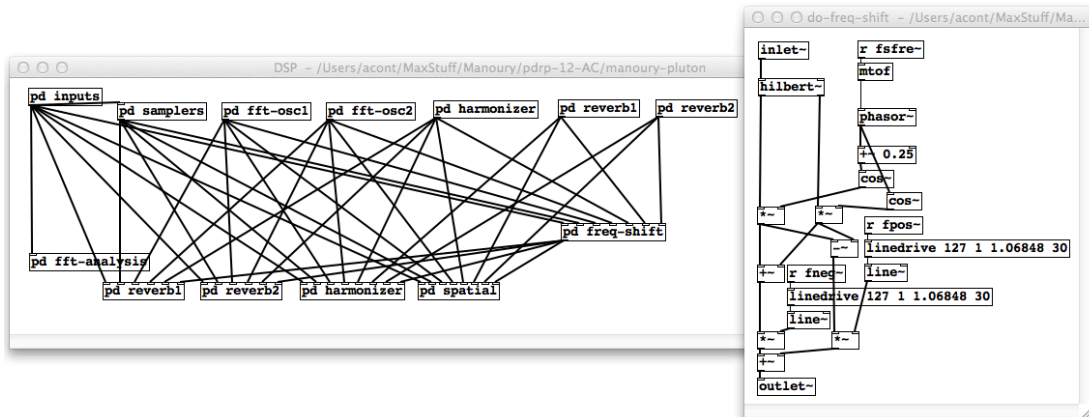 DSP - /Users/acont/MaxStuff/Manoury/pdrp-12-AC/manoury-pluton
pd inputs
pd samplers
pd fft-osc1
pd fft-osc2
pd harmonizer
pd reverb1
pd reverb2
pd freq-shift
pd fft-analysis
pd reverb1
pd reverb2
pd harmonizer
pd spatial
do-freq-shift - /Users/acont/MaxStuff/Ma...
inlet~
r fsfre~
mtof
hilbert~
phasor~
+~ 0.25
cos~
cos~
*~
*~
r fpos~
-~
linedrive 127 1 1.06848 30
+~
r fneg~
line~
linedrive 127 1 1.06848 30
line~
*~
*~
+~
outlet~